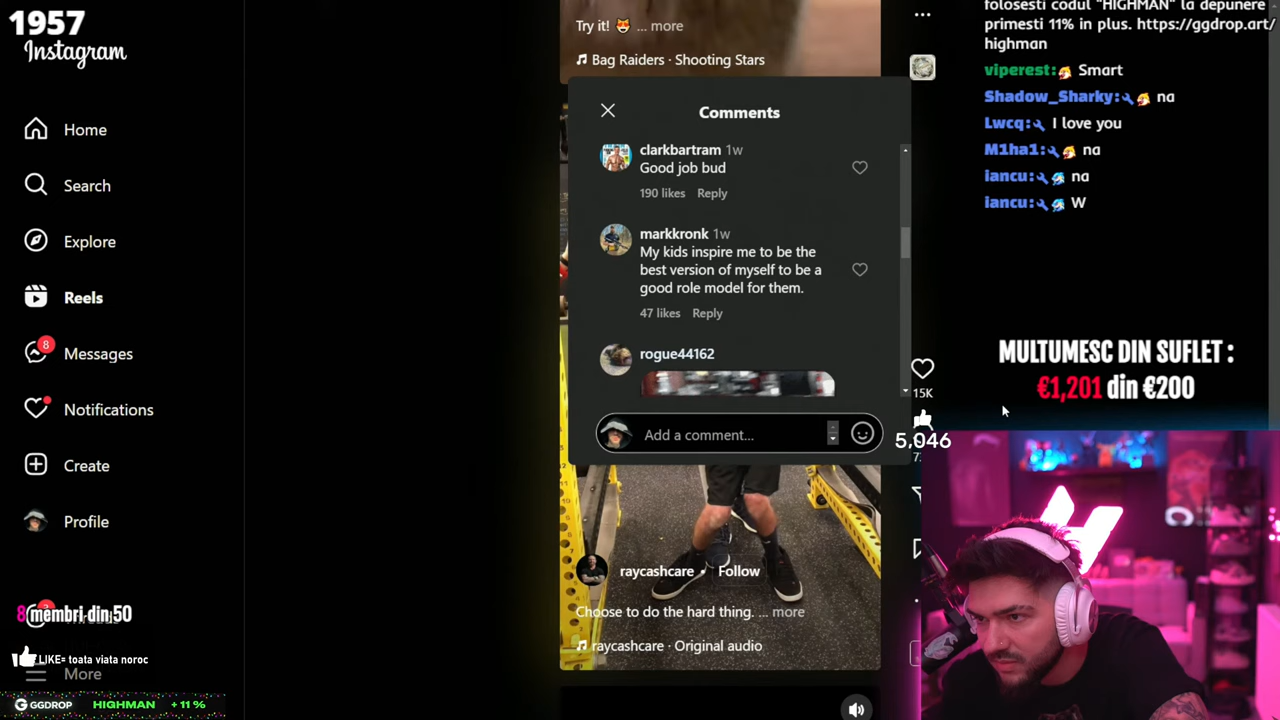 1957
Instagram
Home
Search
Explore
Reels
8
Messages
Notifications
Create
Profile
8 membri din 50
LIKE= toata viata noroc
More
GGDROP HIGHMAN +11%
Try it! 😻 ... more
Bag Raiders · Shooting Stars
Comments
clarkbartram 1w
Good job bud
190 likes Reply
markkronk 1w
My kids inspire me to be the
best version of myself to be a
good role model for them.
47 likes Reply
rogue44162
Add a comment...
raycashcare • Follow
Choose to do the hard thing. ... more
raycashcare · Original audio
15K
5,046
folosesti codul "HIGHMAN" la depunere
primesti 11% in plus. https://ggdrop.art/
highman
viperest: Smart
Shadow_Sharky: na
Lwcq: I love you
M1ha1: na
iancu: na
iancu: W
MULTUMESC DIN SUFLET :
€1,201 din €200